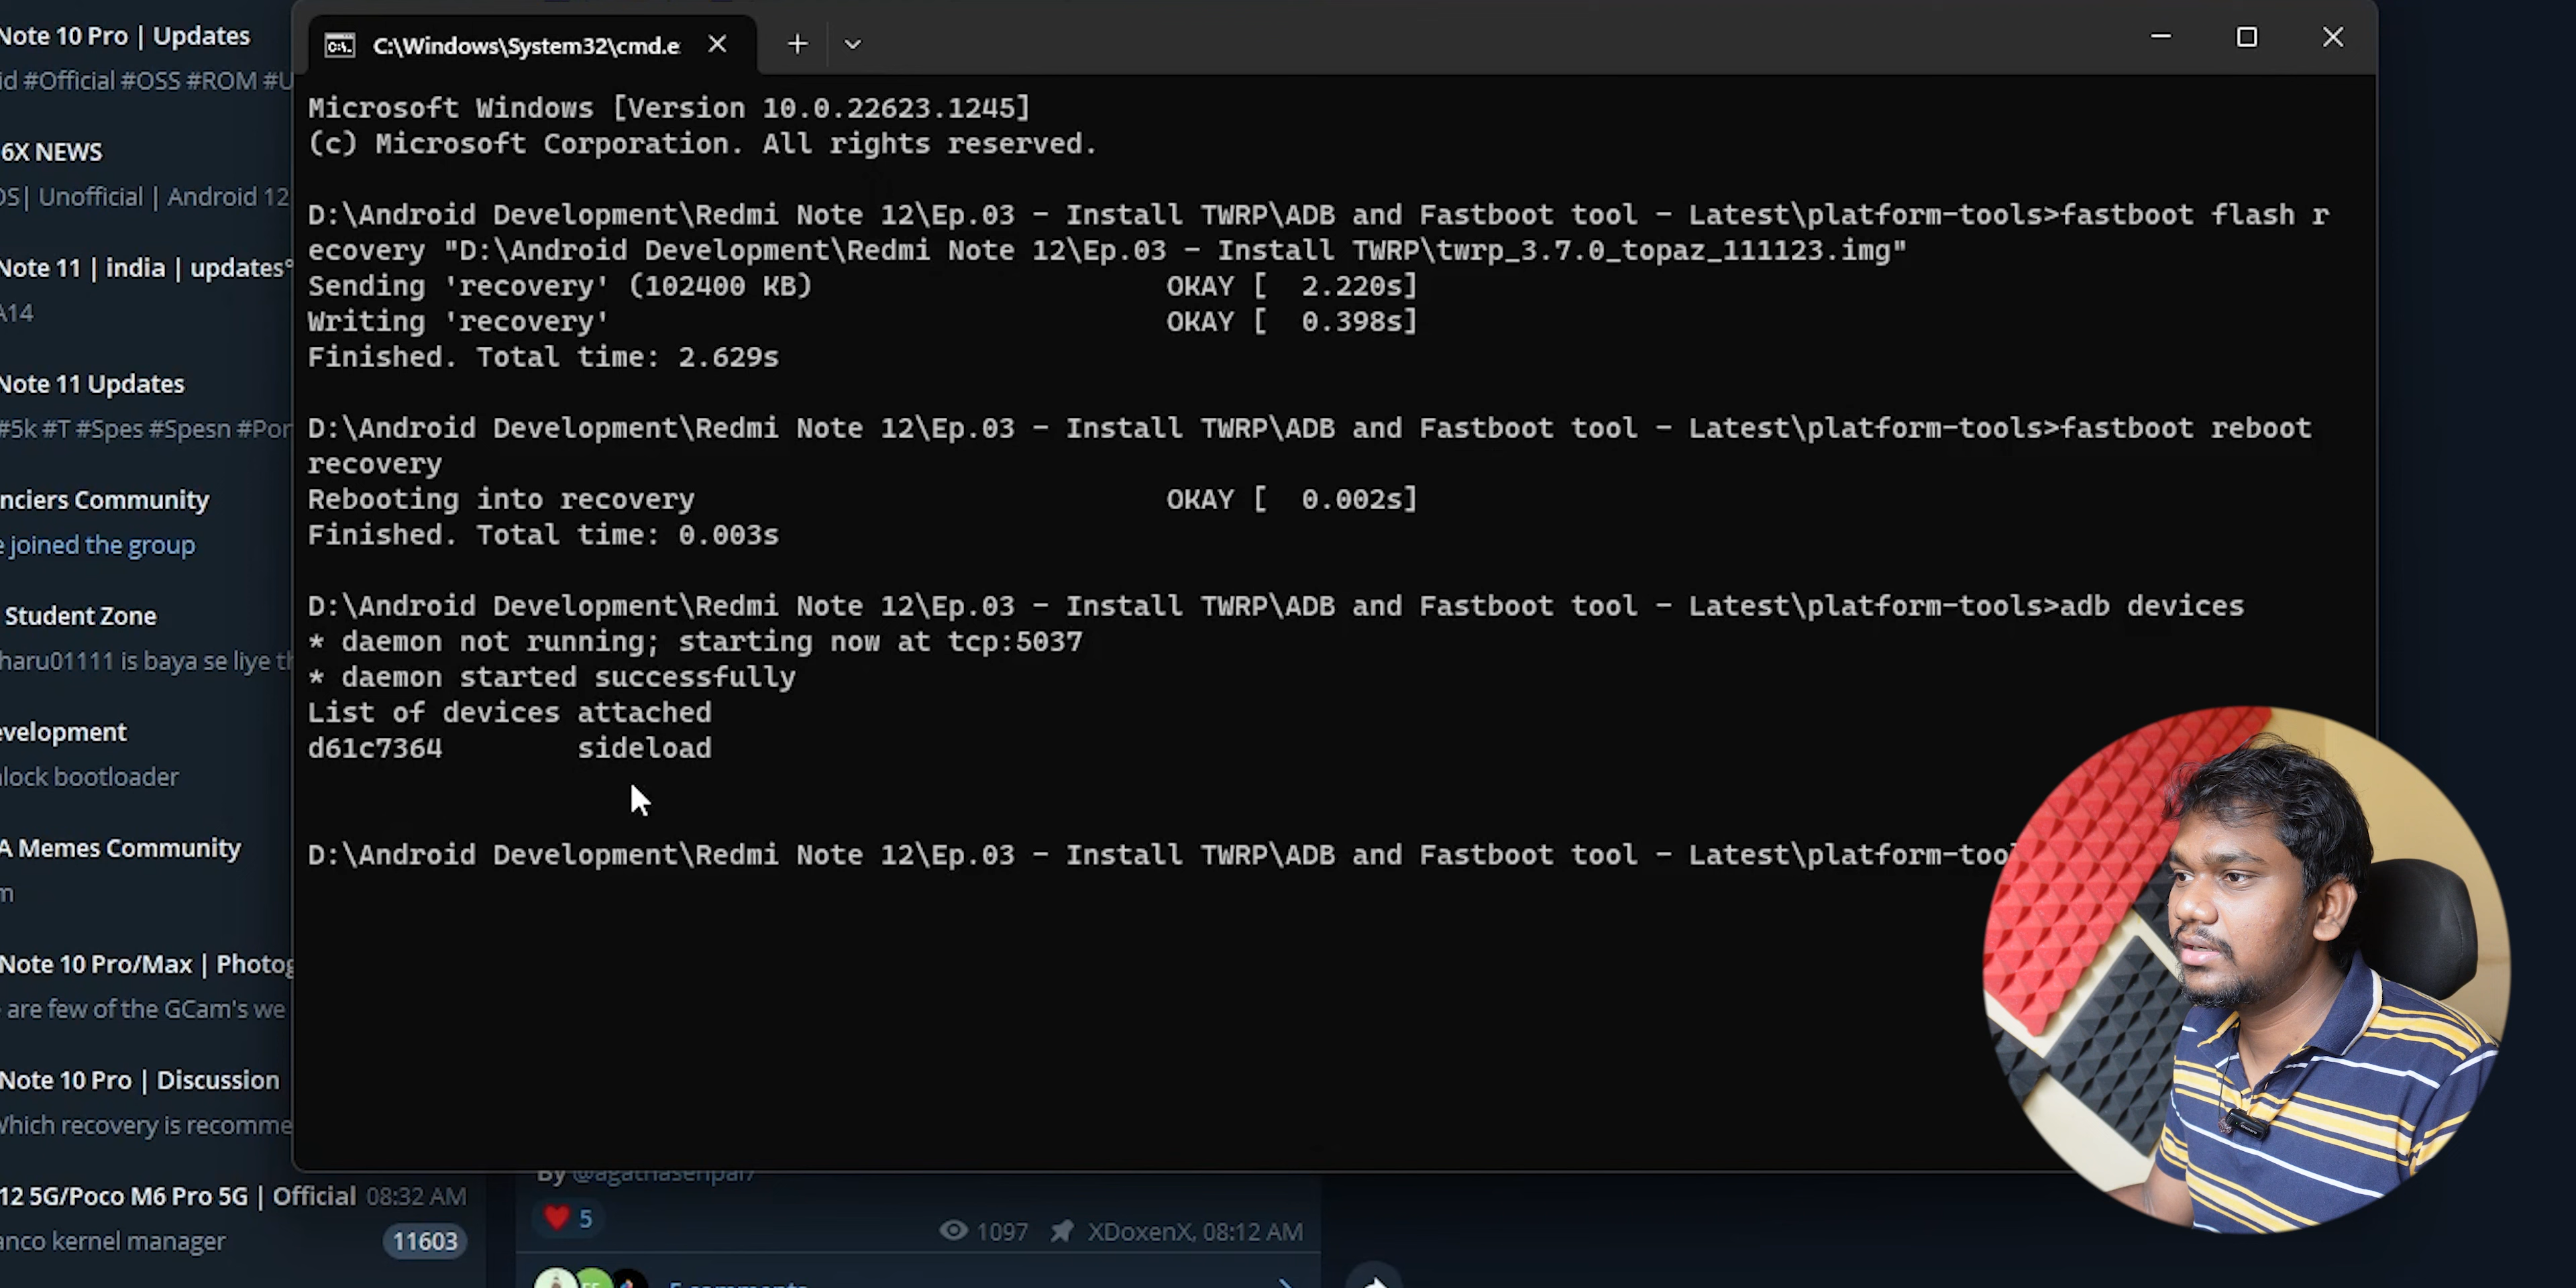 Note 10 Pro | Updates
#Official #OSS #ROM
6X NEWS
Unofficial | Android 12
Note 11 | india | updates
A14
Note 11 Updates
#5k #T #Spes #Spesn
Community
joined the group
Student Zone
is baya se liye
bootloader
A Memes Community
Note 10 Pro/Max |
are few of the GCam's we
Note 10 Pro | Discussion
recovery is
12 5G/Poco M6 Pro 5G | Official 08:32 AM
kernel manager 11603
C:\Windows\System32\cmd.e
Microsoft Windows [Version 10.0.22623.1245]
(c) Microsoft Corporation. All rights reserved.
D:\Android Development\Redmi Note 12\Ep.03 - Install TWRP\ADB and Fastboot tool - Latest\platform-tools>fastboot flash r
ecovery "D:\Android Development\Redmi Note 12\Ep.03 - Install TWRP\twrp_3.7.0_topaz_111123.img"
Sending 'recovery' (102400 KB) OKAY [ 2.220s]
Writing 'recovery' OKAY [ 0.398s]
Finished. Total time: 2.629s
D:\Android Development\Redmi Note 12\Ep.03 - Install TWRP\ADB and Fastboot tool - Latest\platform-tools>fastboot reboot
recovery
Rebooting into recovery OKAY [ 0.002s]
Finished. Total time: 0.003s
D:\Android Development\Redmi Note 12\Ep.03 - Install TWRP\ADB and Fastboot tool - Latest\platform-tools>adb devices
* daemon not running; starting now at tcp:5037
* daemon started successfully
List of devices attached
d61c7364 sideload
D:\Android Development\Redmi Note 12\Ep.03 - Install TWRP\ADB and Fastboot tool - Latest\platform-too
By
5
1097 XDoxenX, 08:12 AM